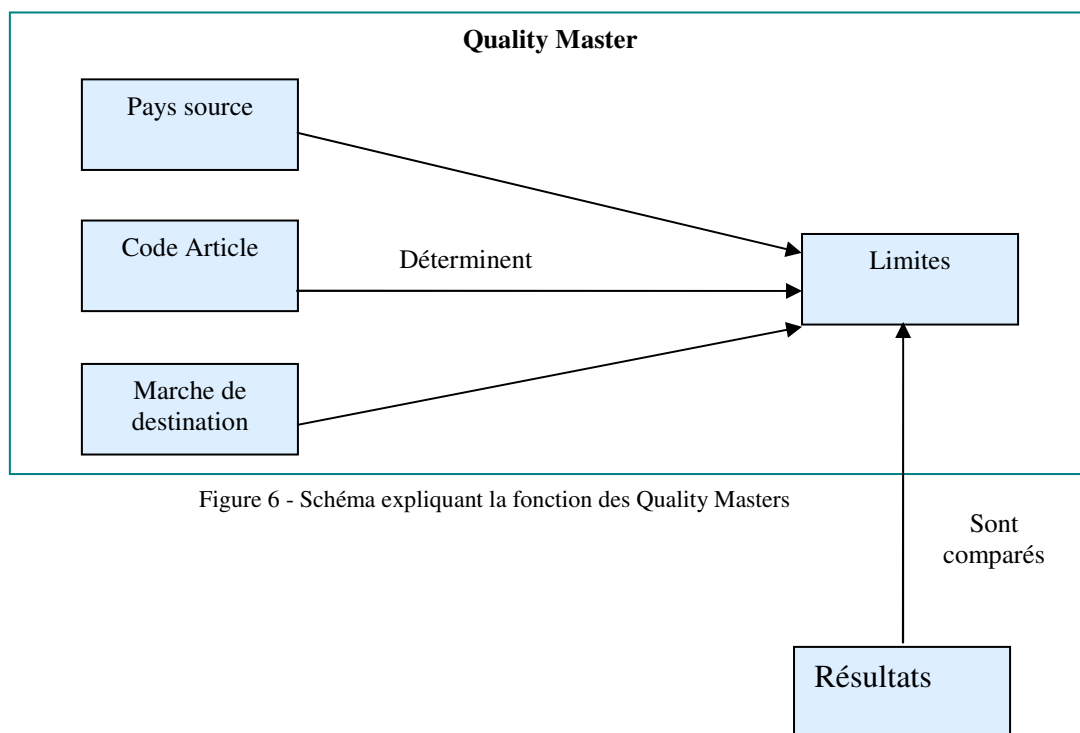 Quality Master
Pays source
Code Article
Déterminent
Limites
Marche de
destination
Figure 6 - Schéma expliquant la fonction des Quality Masters
Sont
comparés
Résultats